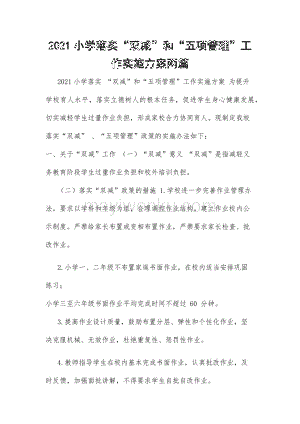 2021 小学落实 “双减” 和 “五项管理” 工
作实施方案两篇
2021 小学落实 “双减” 和 “五项管理” 工作实施方案 为提升
学校育人水平，落实立德树人的根本任务，促进学生身心健康发展，
切实减轻学生过重作业负担，形成家校合力协同育人，现制定我校
落实 “双减” 、“五项管理” 政策的实施办法如下：
一、关于 “双减” 工作 （一）“双减” 意义 “双减” 是指减轻义
务教育阶段学生过重作业负担和校外培训负担。
（二）落实 “双减” 政策的措施 1.学校进一步完善作业管理办
法，要求以学科和年级为单位，合理调控作业结构。建立作业校内
公示制度。严禁给家长布置或变相布置作业，严禁要求家长检查、批
改作业。
2.小学一、二年级不布置家庭书面作业，在校内适当安排巩固
练习；
小学三至六年级书面作业平均完成时间不超过 60 分钟。
3.提高作业设计质量，鼓励布置分层、弹性和个性化作业，坚
决克服机械、无效作业，杜绝重复性、惩罚性作业。
4.教师指导学生在校内基本完成书面作业，认真批改作业，及
时反馈，加强面批讲解，不得要求学生自批自改作业。